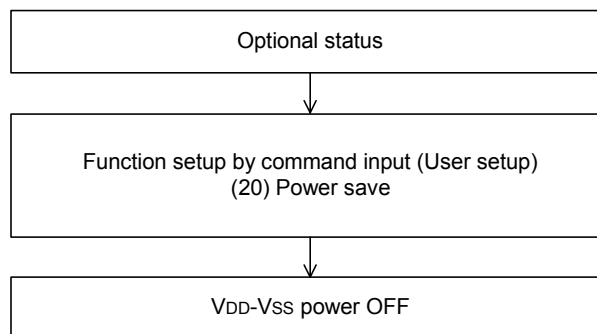 Optional status
Function setup by command input (User setup)
(20) Power save
VDD-VSS power OFF